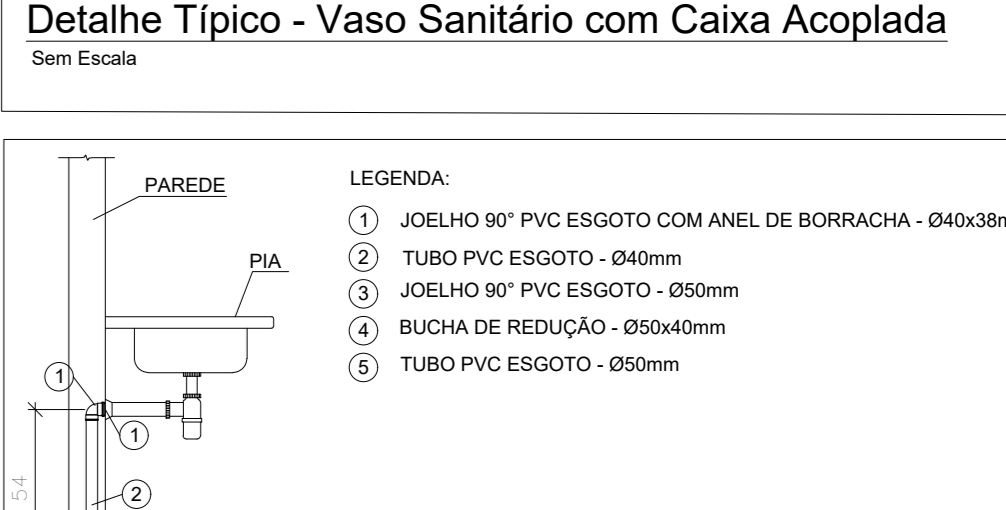 Detalhe Típico - Vaso Sanitário com Caixa Acoplada
Sem Escala
PAREDE
PIA
LEGENDA:
1 JOELHO 90° PVC ESGOTO COM ANEL DE BORRACHA - Ø40x38m
2 TUBO PVC ESGOTO - Ø40mm
3 JOELHO 90° PVC ESGOTO - Ø50mm
4 BUCHA DE REDUÇÃO - Ø50x40mm
5 TUBO PVC ESGOTO - Ø50mm
1
1
2
54